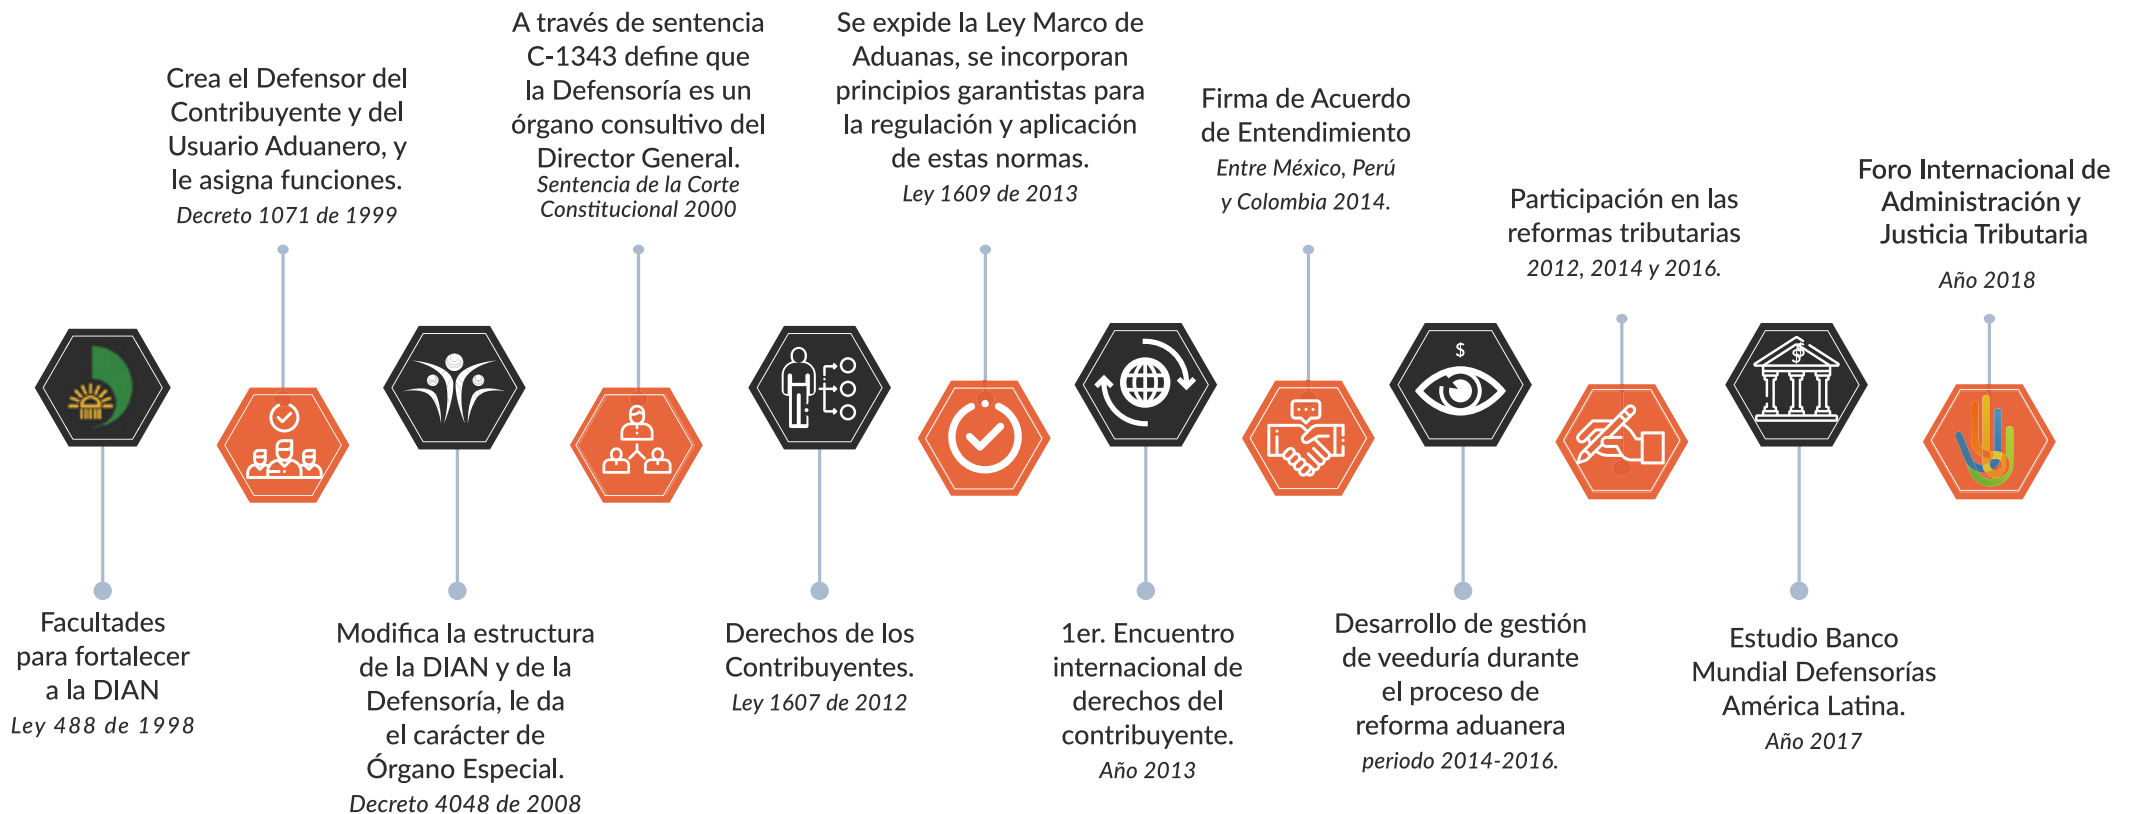 Facultades
para fortalecer
a la DIAN
Ley 488 de 1998
Crea el Defensor del
Contribuyente y del
Usuario Aduanero, y
le asigna funciones.
Decreto 1071 de 1999
Modifica la estructura
de la DIAN y de la
Defensoría, le da
el carácter de
Órgano Especial.
Decreto 4048 de 2008
A través de sentencia
C-1343 define que
la Defensoría es un
órgano consultivo del
Director General.
Sentencia de la Corte
Constitucional 2000
Derechos de los
Contribuyentes.
Ley 1607 de 2012
Se expide la Ley Marco de
Aduanas, se incorporan
principios garantistas para
la regulación y aplicación
de estas normas.
Ley 1609 de 2013
1er. Encuentro
internacional de
derechos del
contribuyente.
Año 2013
Firma de Acuerdo
de Entendimiento
Entre México, Perú
y Colombia 2014.
$
Desarrollo de gestión
de veeduría durante
el proceso de
reforma aduanera
periodo 2014-2016.
Participación en las
reformas tributarias
2012, 2014 y 2016.
$
Estudio Banco
Mundial Defensorías
América Latina.
Año 2017
Foro Internacional de
Administración y
Justicia Tributaria
Año 2018